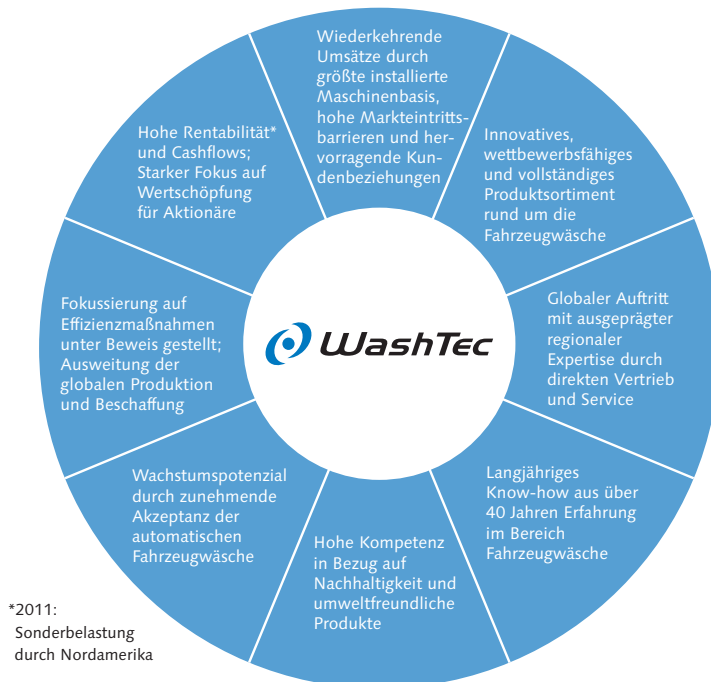 Wiederkehrende
Umsätze durch
größte installierte
Maschinenbasis,
hohe Markteintritts-
barrieren und her-
vorragende Kun-
denbeziehungen
Innovatives,
wettbewerbsfähiges
und vollständiges
Produktsortiment
rund um die
Fahrzeugwäsche
Globaler Auftritt
mit ausgeprägter
regionaler
Expertise durch
direkten Vertrieb
und Service
Langjähriges
Know-how aus über
40 Jahren Erfahrung
im Bereich
Fahrzeugwäsche
Hohe Kompetenz
in Bezug auf
Nachhaltigkeit und
umweltfreundliche
Produkte
Wachstumspotenzial
durch zunehmende
Akzeptanz der
automatischen
Fahrzeugwäsche
Fokussierung auf
Effizienzmaßnahmen
unter Beweis gestellt;
Ausweitung der
globalen Produktion
und Beschaffung
Hohe Rentabilität*
und Cashflows;
Starker Fokus auf
Wertschöpfung
für Aktionäre
WashTec
*2011:
Sonderbelastung
durch Nordamerika